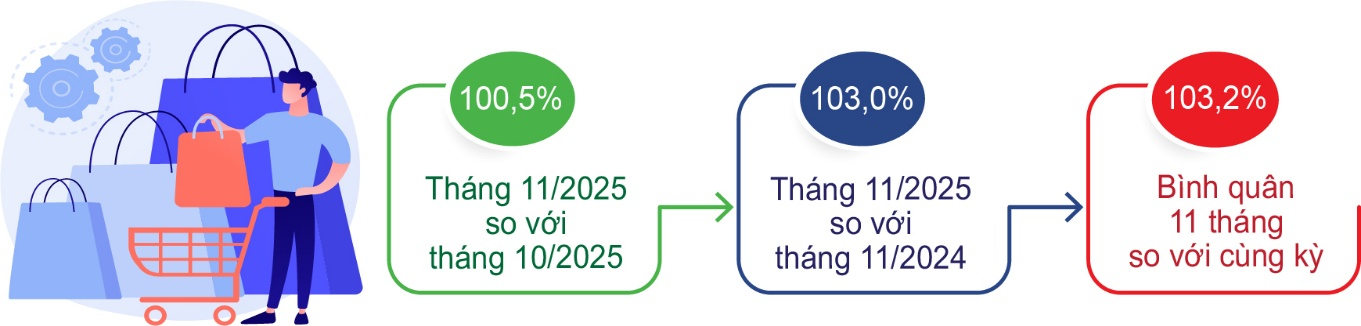 100,5%
Tháng 11/2025
so với
tháng 10/2025
103,0%
Tháng 11/2025
so với
tháng 11/2024
103,2%
Bình quân
11 tháng
so với cùng kỳ